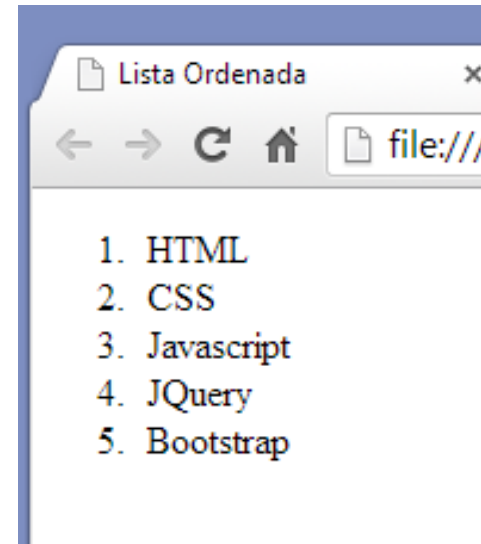 Lista Ordenada
file:///
1. HTML
2. CSS
3. Javascript
4. JQuery
5. Bootstrap